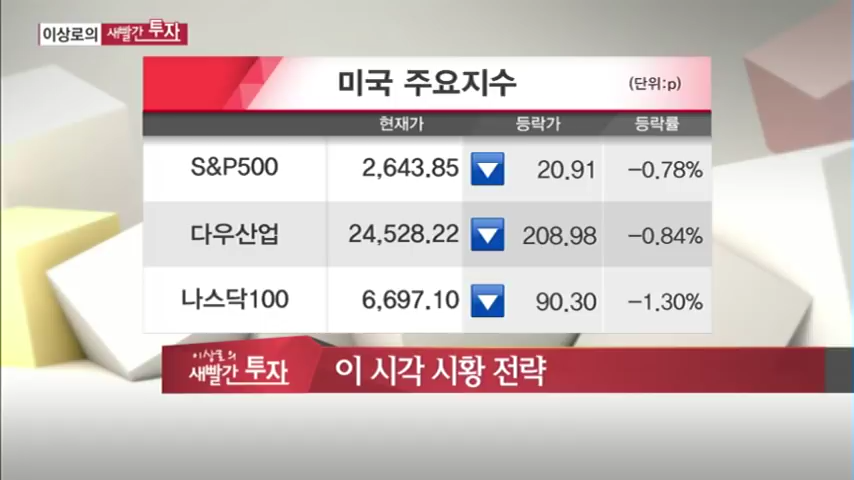 이상로의 새빨간 투자
미국 주요지수 (단위:p)
현재가 등락가 등락률
S&P500 2,643.85 20.91 -0.78%
다우산업 24,528.22 208.98 -0.84%
나스닥100 6,697.10 90.30 -1.30%
이상로의
새빨간 투자 이 시각 시황 전략